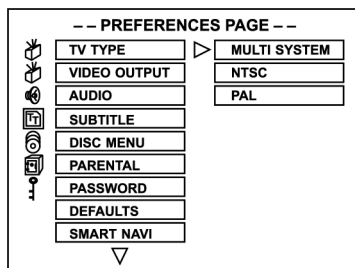 -- PREFERENCES PAGE --
TV TYPE
MULTI SYSTEM
VIDEO OUTPUT
NTSC
AUDIO
PAL
SUBTITLE
DISC MENU
PARENTAL
PASSWORD
DEFAULTS
SMART NAVI